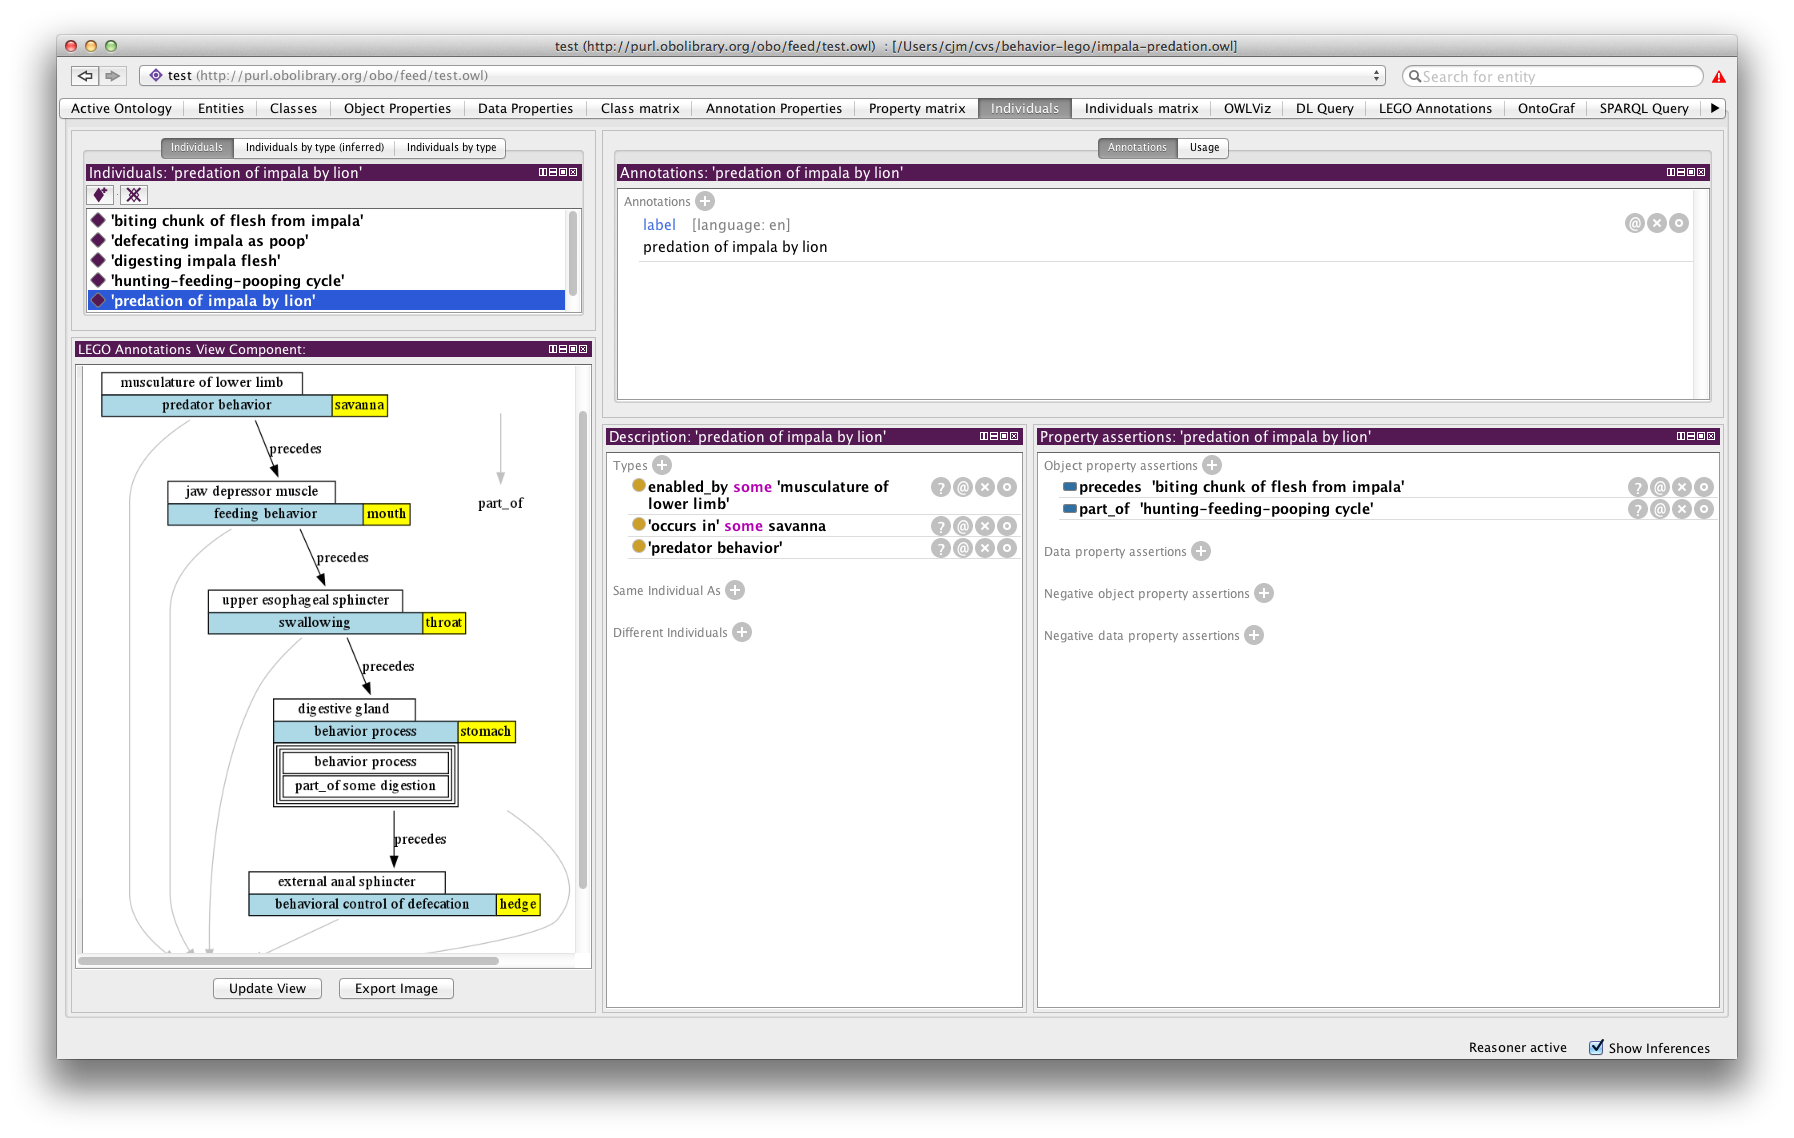 test (http://purl.obolibrary.org/obo/feed/test.owl) : [/Users/cjm/cvs/behavior-lego/impala-predation.owl]
test (http://purl.obolibrary.org/obo/feed/test.owl)
Search for entity
Active Ontology Entities Classes Object Properties Data Properties Class matrix Annotation Properties Property matrix Individuals Individuals matrix OWLViz DL Query LEGO Annotations OntoGraf SPARQL Query
Individuals Individuals by type (inferred) Individuals by type
Individuals: 'predation of impala by lion'
'biting chunk of flesh from impala'
'defecating impala as poop'
'digesting impala flesh'
'hunting-feeding-pooping cycle'
'predation of impala by lion'
Annotations Usage
Annotations: 'predation of impala by lion'
Annotations
label [language: en]
predation of impala by lion
LEGO Annotations View Component:
musculature of lower limb
predator behavior savanna
precedes
jaw depressor muscle
feeding behavior mouth
part_of
precedes
upper esophageal sphincter
swallowing throat
precedes
digestive gland
behavior process stomach
behavior process
part_of some digestion
precedes
external anal sphincter
behavioral control of defecation hedge
Update View Export Image
Description: 'predation of impala by lion'
Types
enabled_by some 'musculature of
lower limb'
'occurs in' some savanna
'predator behavior'
Same Individual As
Different Individuals
Property assertions: 'predation of impala by lion'
Object property assertions
precedes 'biting chunk of flesh from impala'
part_of 'hunting-feeding-pooping cycle'
Data property assertions
Negative object property assertions
Negative data property assertions
Reasoner active Show Inferences